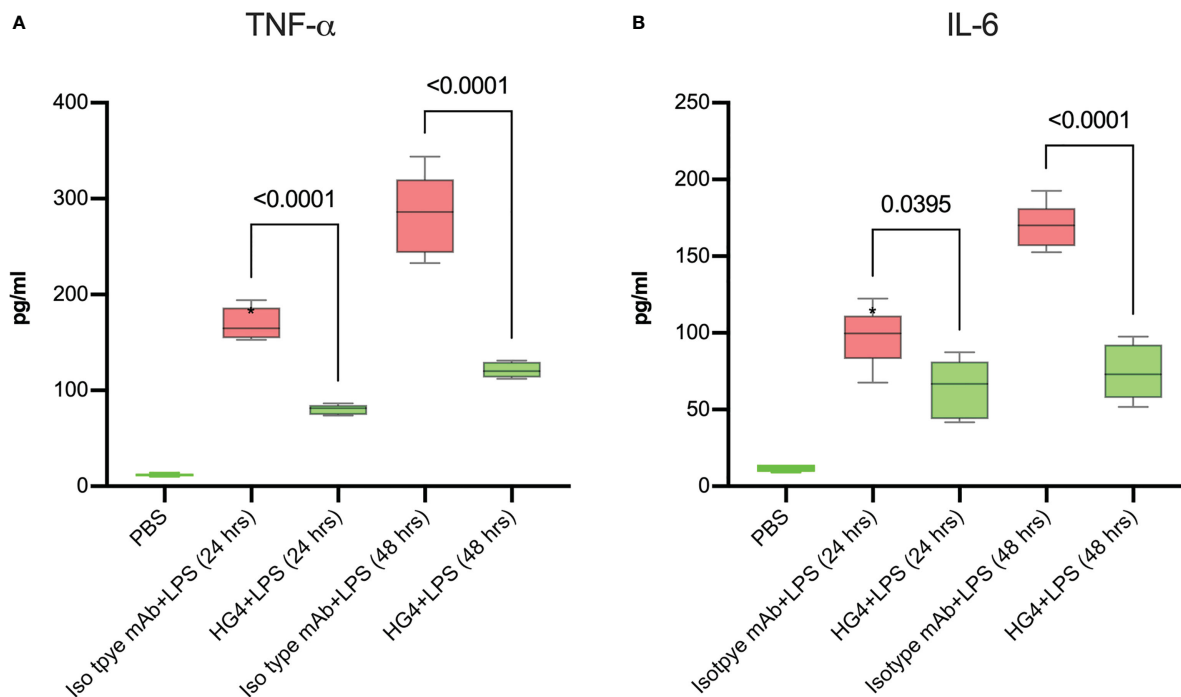 A
TNF-α
pg/ml
400
300
200
100
0
<0.0001
<0.0001
*
PBS
Iso tpye mAb+LPS (24 hrs)
HG4+LPS (24 hrs)
Iso type mAb+LPS (48 hrs)
HG4+LPS (48 hrs)
B
IL-6
pg/ml
250
200
150
100
50
0
<0.0001
0.0395
*
PBS
Isotpye mAb+LPS (24 hrs)
HG4+LPS (24 hrs)
Isotype mAb+LPS (48 hrs)
HG4+LPS (48 hrs)